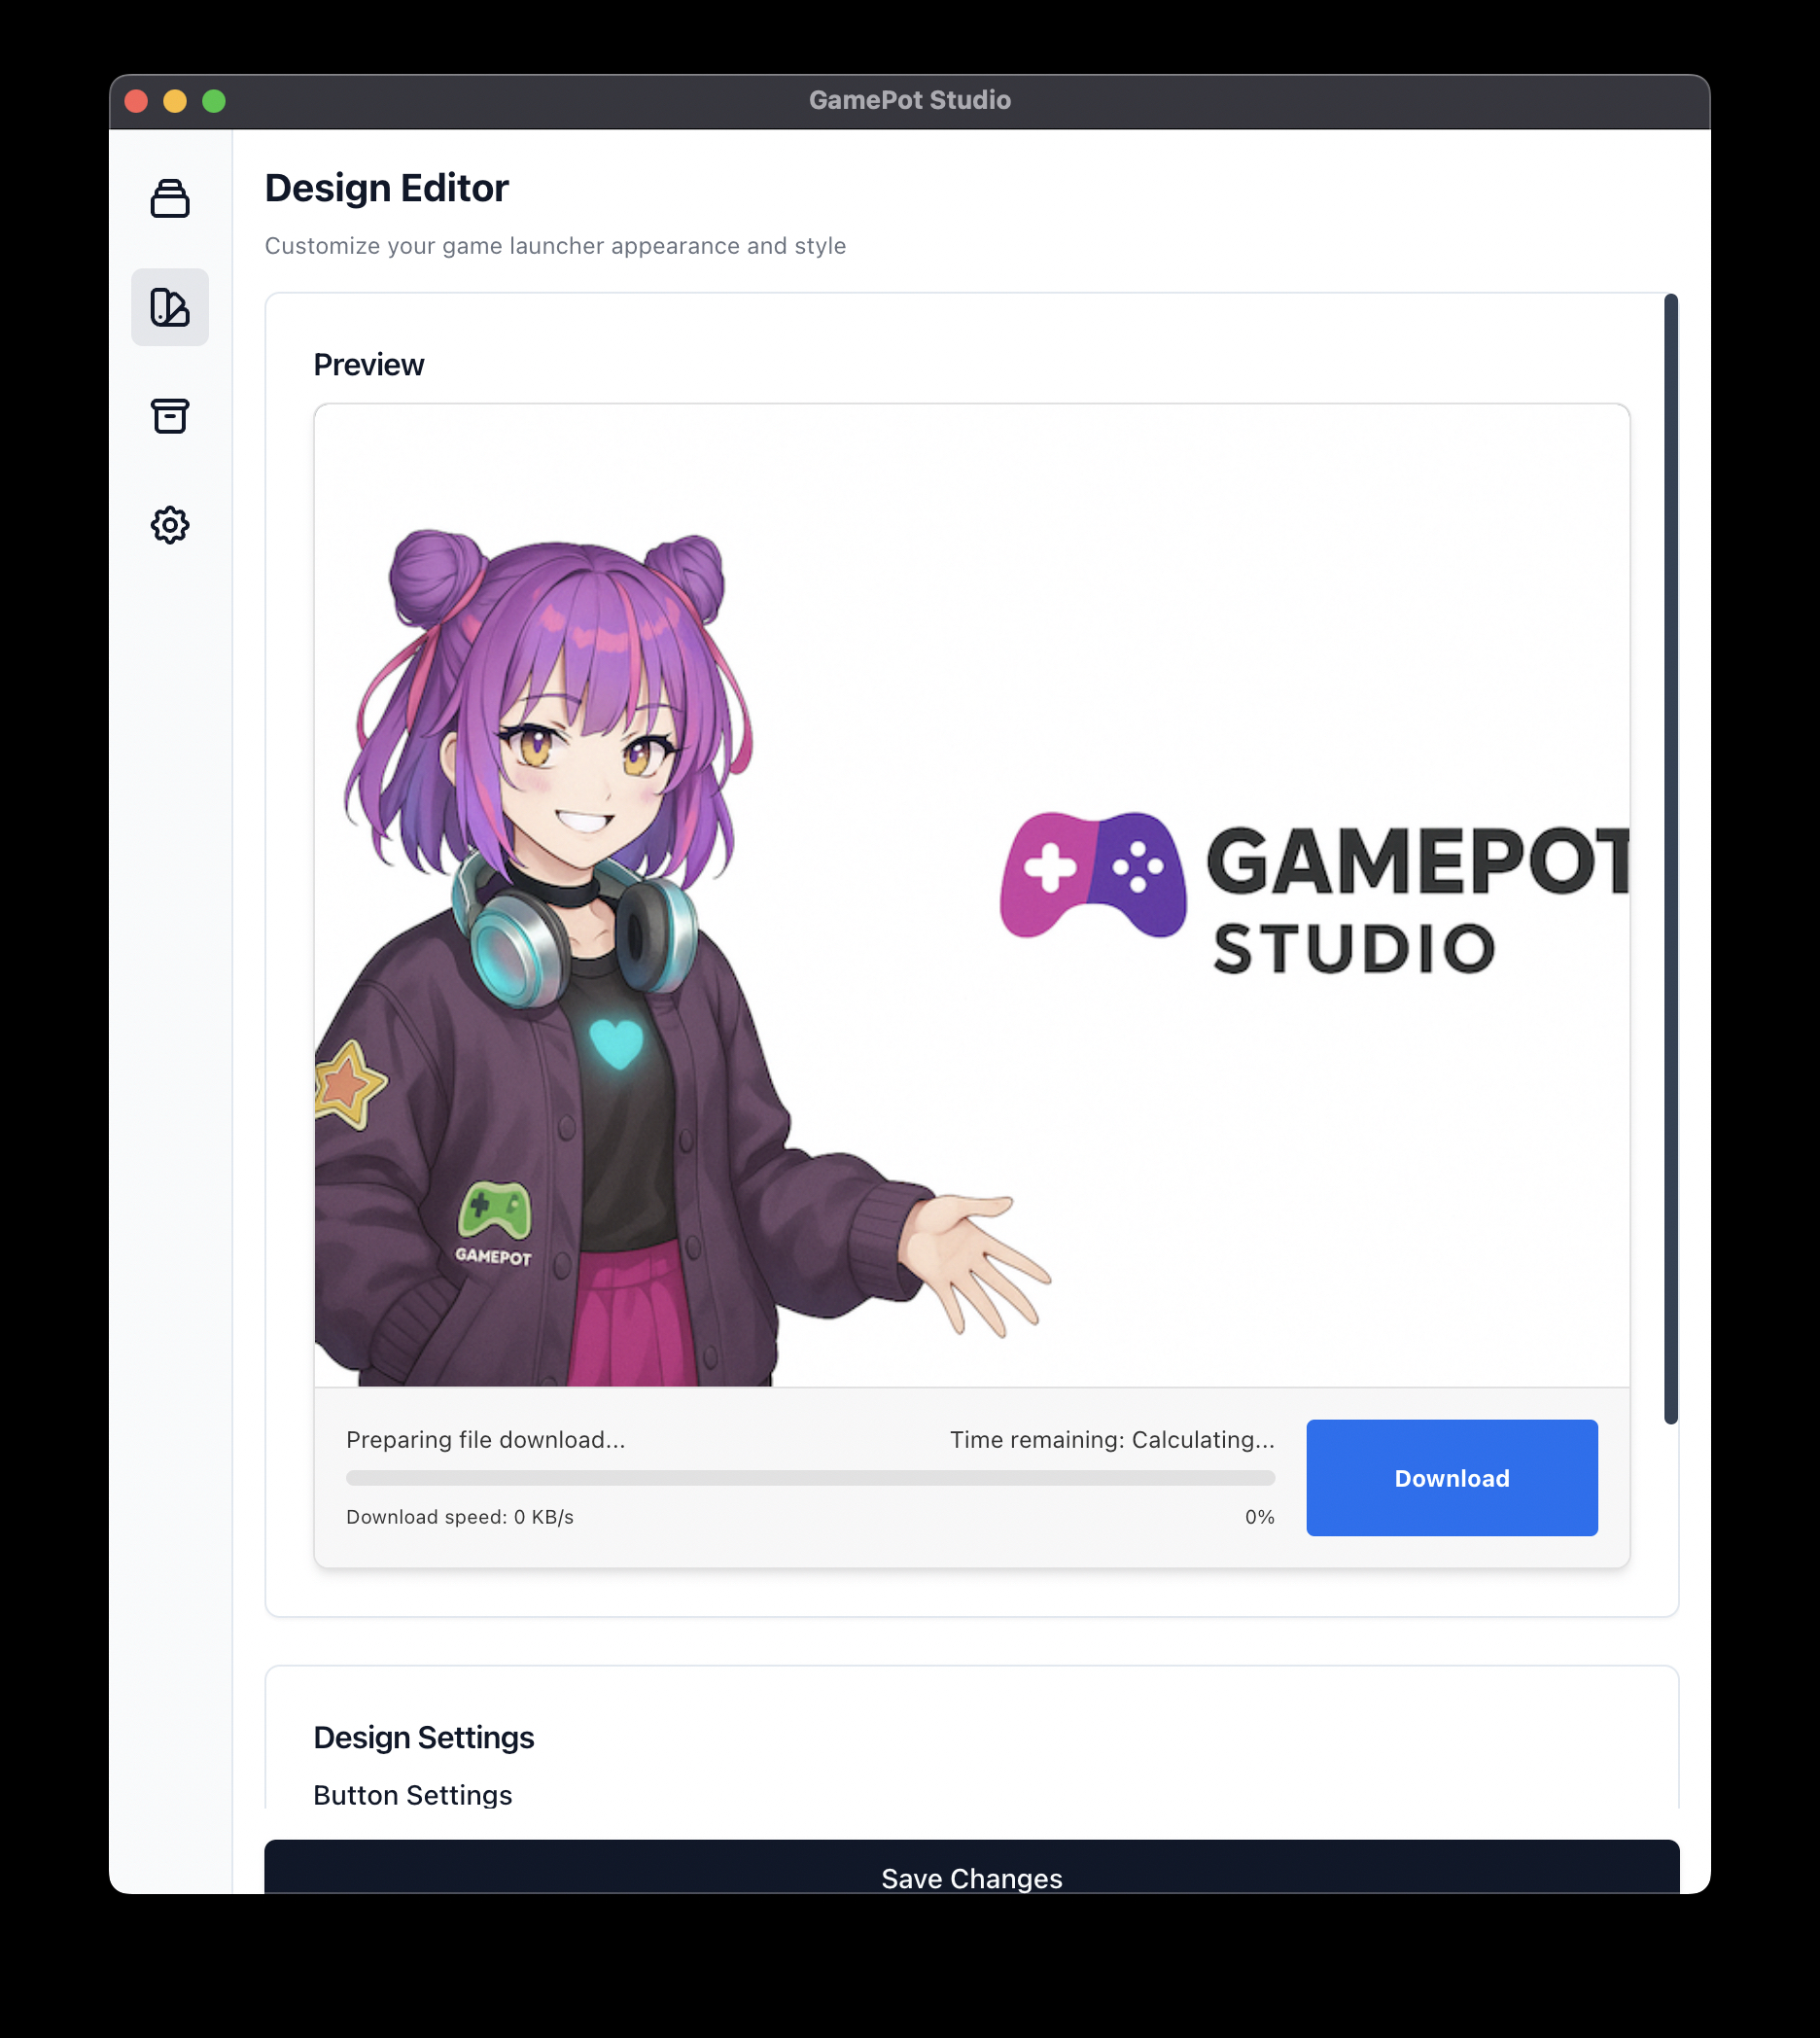 GamePot Studio
Design Editor
Customize your game launcher appearance and style
Preview
GAMEPOT
STUDIO
GAMEPOT
Preparing file download...
Time remaining: Calculating...
Download
Download speed: 0 KB/s
0%
Design Settings
Button Settings
Save Changes